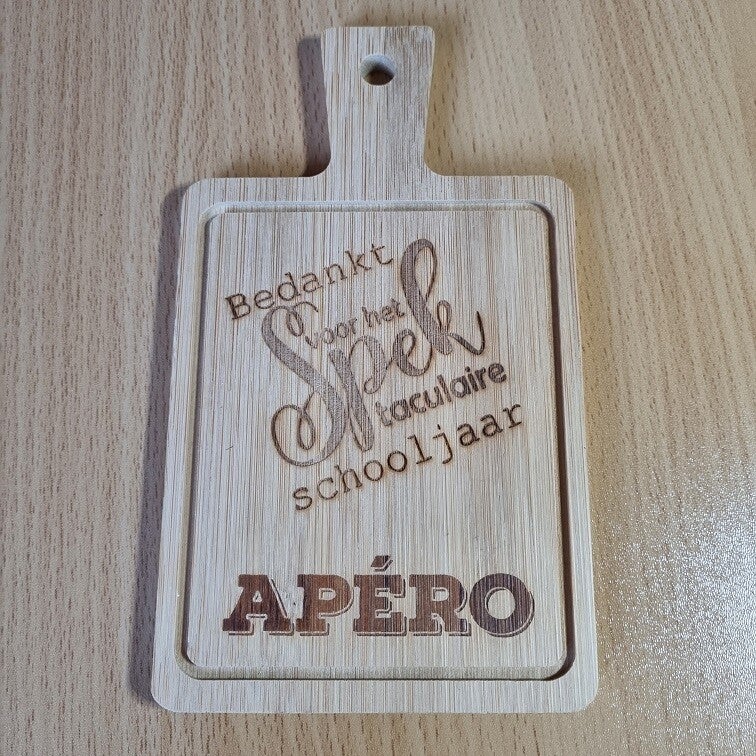 Bedankt
voor het
Spek
taculaire
schooljaar
APÉRO